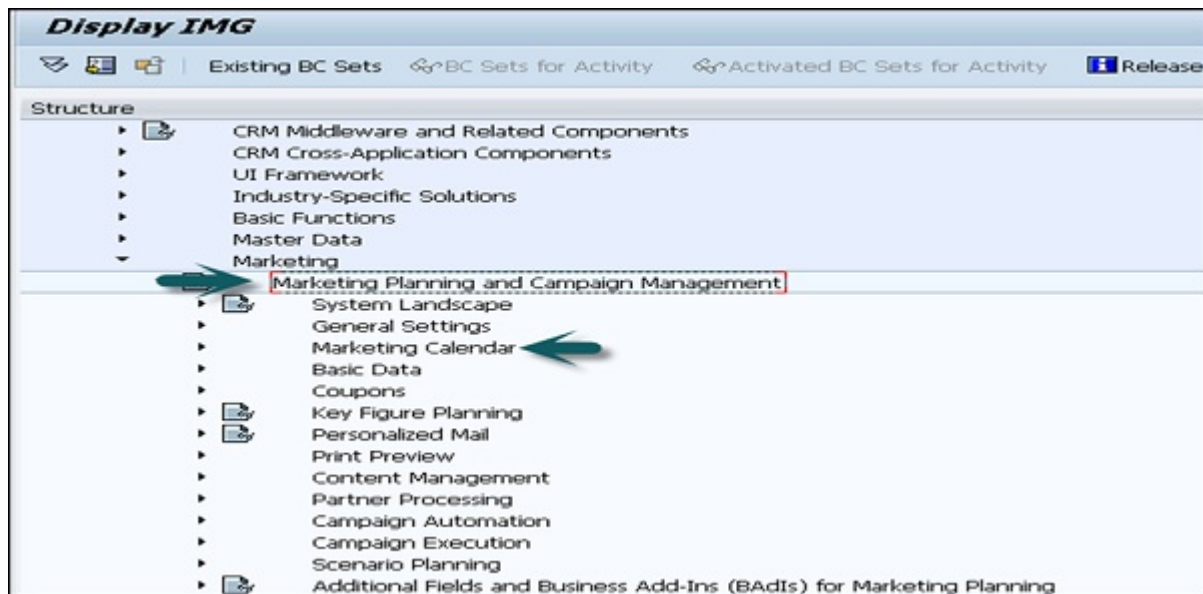 Display IMG
Existing BC Sets BC Sets for Activity Activated BC Sets for Activity Release
Structure
CRM Middleware and Related Components
CRM Cross-Application Components
UI Framework
Industry-Specific Solutions
Basic Functions
Master Data
Marketing
Marketing Planning and Campaign Management
System Landscape
General Settings
Marketing Calendar
Basic Data
Coupons
Key Figure Planning
Personalized Mail
Print Preview
Content Management
Partner Processing
Campaign Automation
Campaign Execution
Scenario Planning
Additional Fields and Business Add-Ins (BAdIs) for Marketing Planning